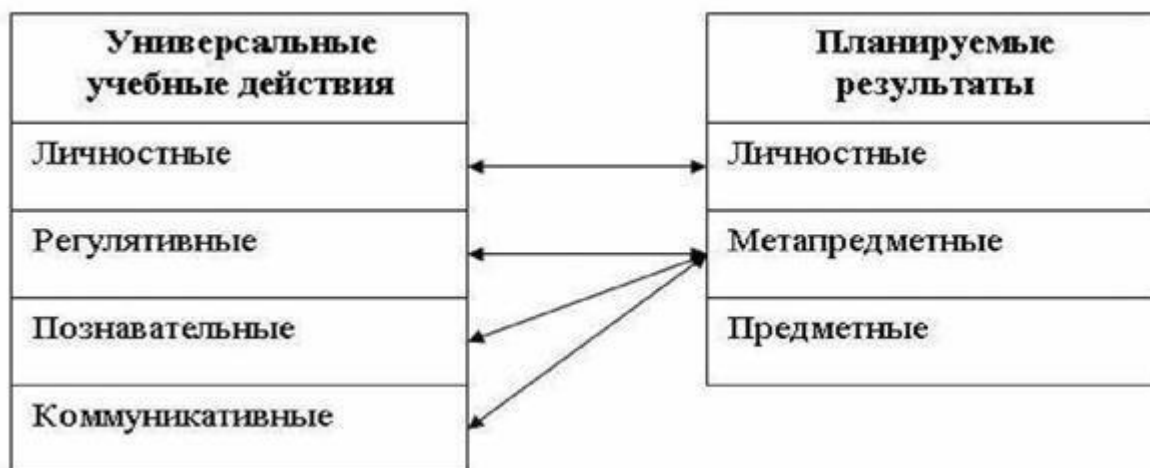 Универсальные
учебные действия
Личностные
Регулятивные
Познавательные
Коммуникативные
Планируемые
результаты
Личностные
Метапредметные
Предметные